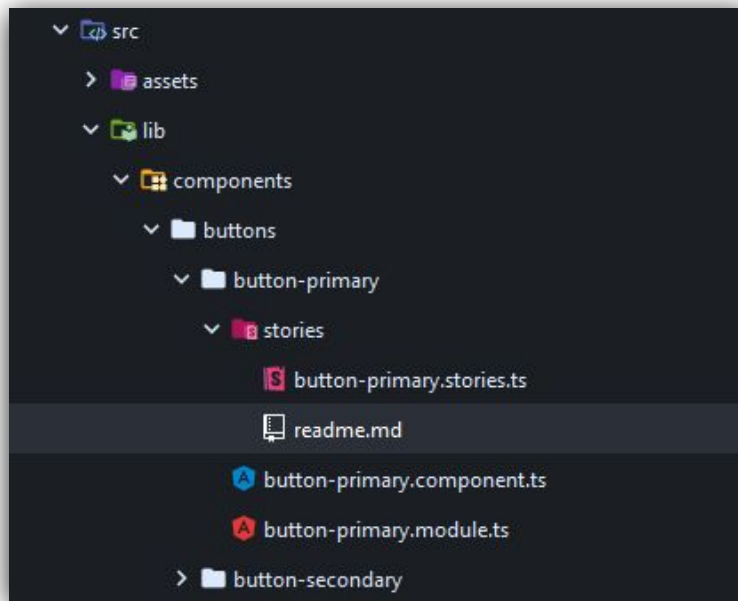 src
assets
lib
components
buttons
button-primary
stories
button-primary.stories.ts
readme.md
button-primary.component.ts
button-primary.module.ts
button-secondary